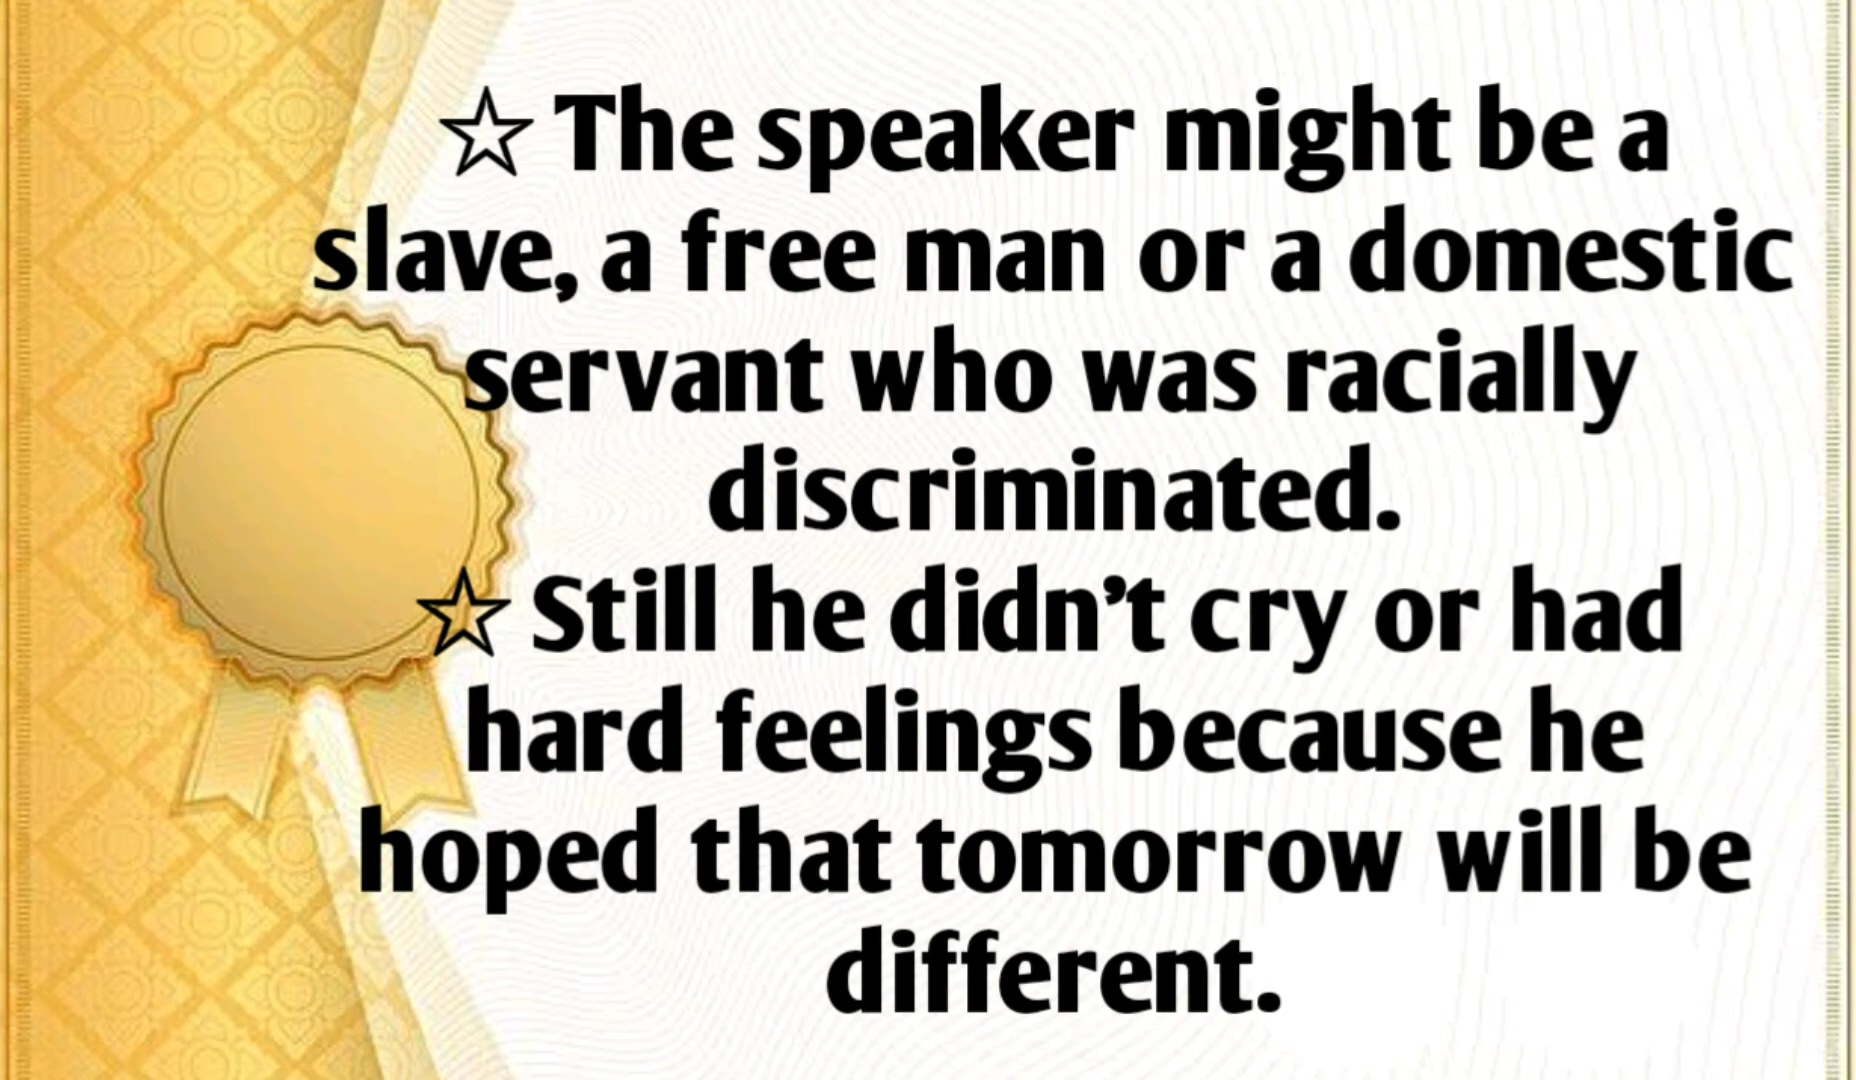 ☆ The speaker might be a
slave, a free man or a domestic
servant who was racially
discriminated.
☆ Still he didn’t cry or had
hard feelings because he
hoped that tomorrow will be
different.